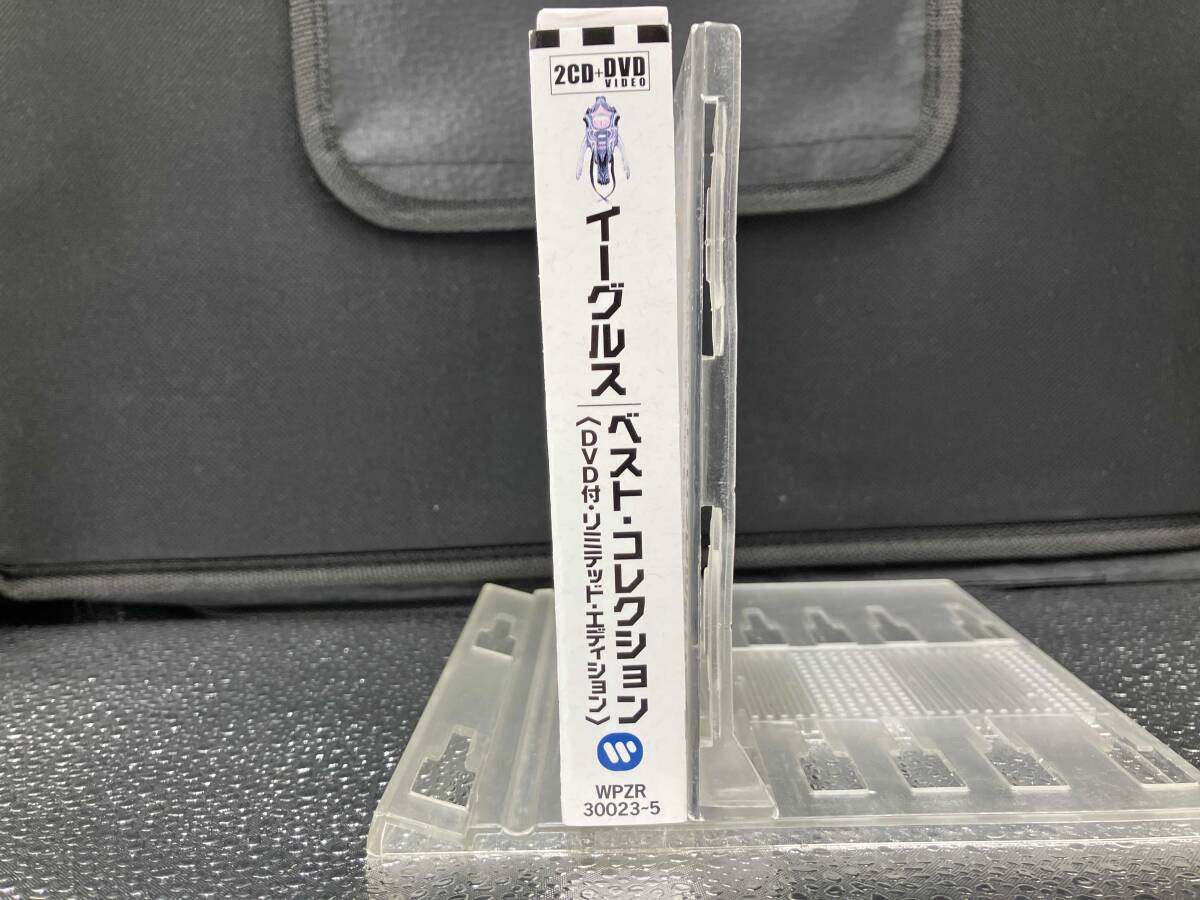 2CD+DVD
VIDEO
イーグルス
ベスト・コレクション
〈DVD付・リミテッド・エディション〉
WPZR
30023~5